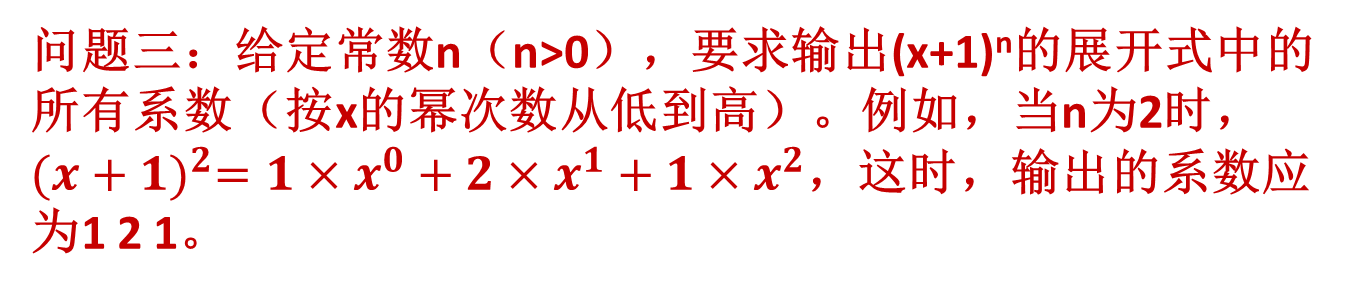 问题三：给定常数n（n>0），要求输出(x+1)ⁿ的展开式中的
所有系数（按x的幂次数从低到高）。例如，当n为2时，
(x + 1)²= 1 × x⁰ + 2 × x¹ + 1 × x²，这时，输出的系数应
为1 2 1。